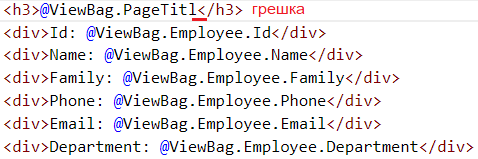 <h3>@ViewBag.PageTitl</h3> грешка
<div>Id: @ViewBag.Employee.Id</div>
<div>Name: @ViewBag.Employee.Name</div>
<div>Family: @ViewBag.Employee.Family</div>
<div>Phone: @ViewBag.Employee.Phone</div>
<div>Email: @ViewBag.Employee.Email</div>
<div>Department: @ViewBag.Employee.Department</div>